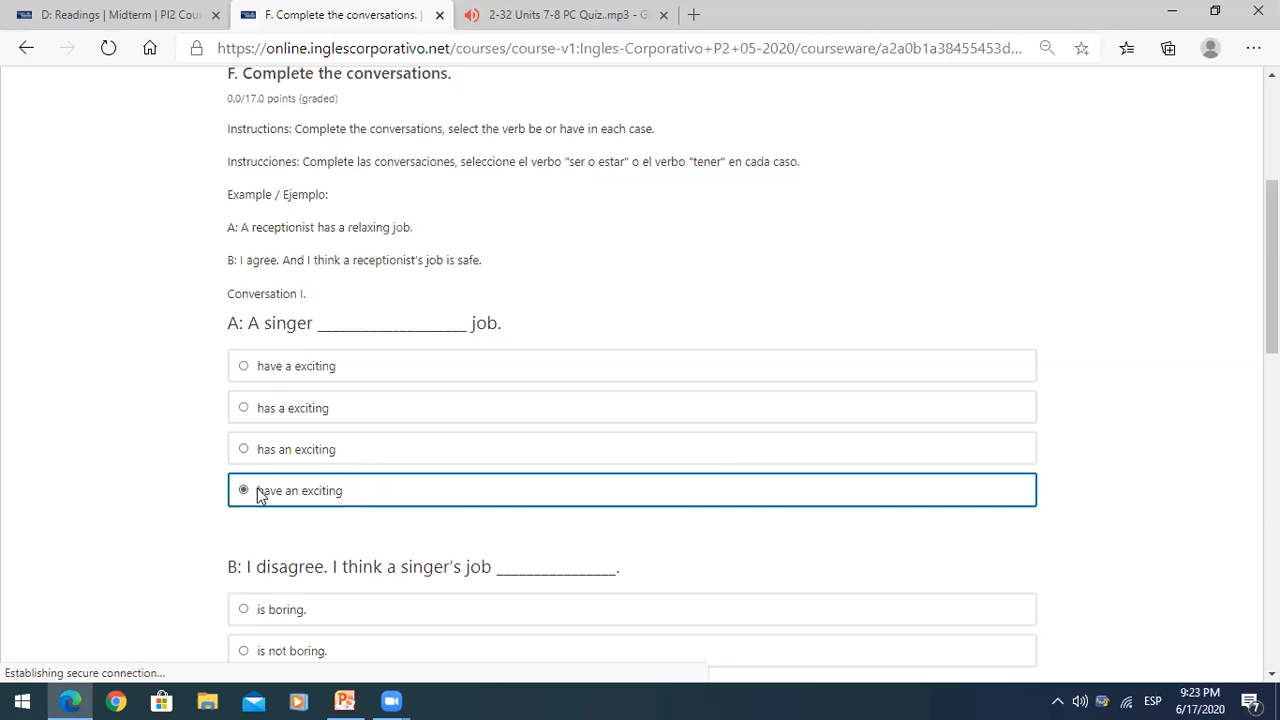 D: Readings | Midterm | PI2 Cou
F. Complete the conversations. |
2-32 Units 7-8 PC Quiz..mp3 - G
https://online.inglescorporativo.net/courses/course-v1:Ingles-Corporativo+P2+05-2020/courseware/a2a0b1a38455453d...
F. Complete the conversations.
0.0/17.0 points (graded)
Instructions: Complete the conversations, select the verb be or have in each case.
Instrucciones: Complete las conversaciones, seleccione el verbo "ser o estar" o el verbo "tener" en cada caso.
Example / Ejemplo:
A: A receptionist has a relaxing job.
B: I agree. And I think a receptionist's job is safe.
Conversation I.
A: A singer ____________________ job.
have a exciting
has a exciting
has an exciting
have an exciting
B: I disagree. I think a singer's job ________________.
is boring.
is not boring.
Establishing secure connection...
ESP
9:23 PM
6/17/2020
7